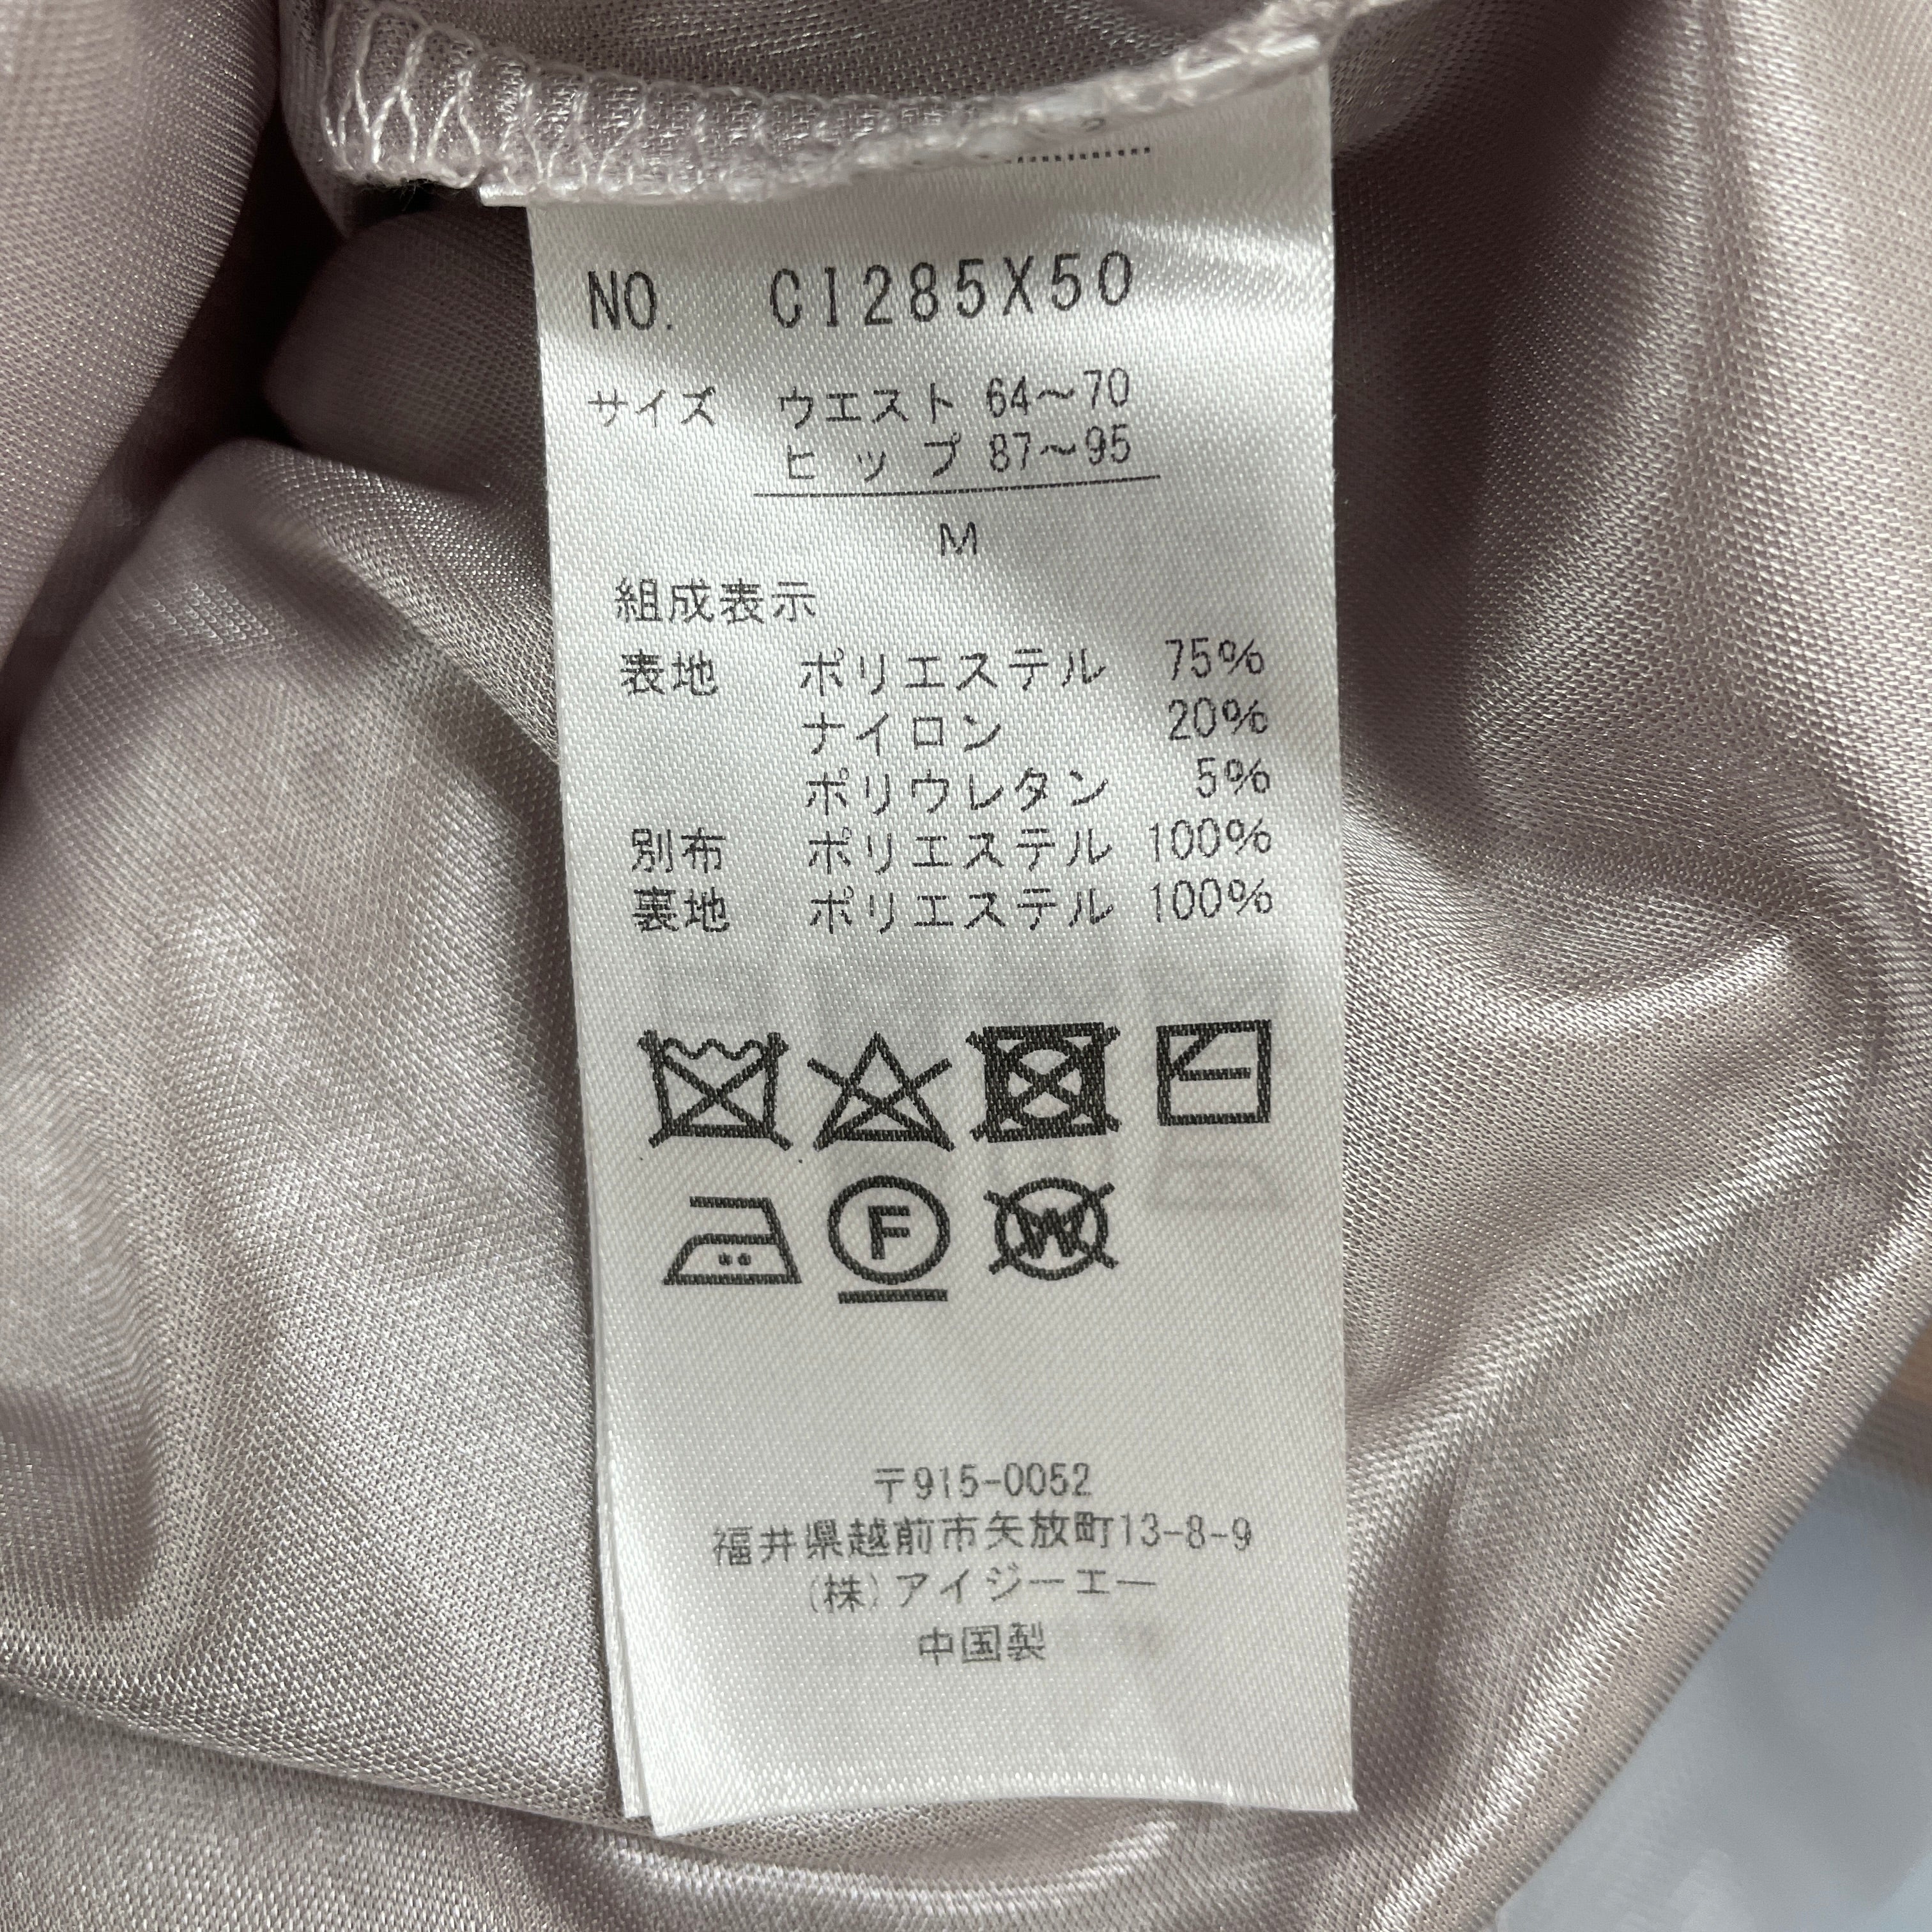 NO. CI285X50
サイズ ウエスト 64〜70
ヒップ 87〜95
M
組成表示
表地 ポリエステル 75%
ナイロン 20%
ポリウレタン 5%
別布 ポリエステル 100%
裏地 ポリエステル 100%
F W
〒915-0052
福井県越前市矢放町13-8-9
(株)アイジーエー
中国製